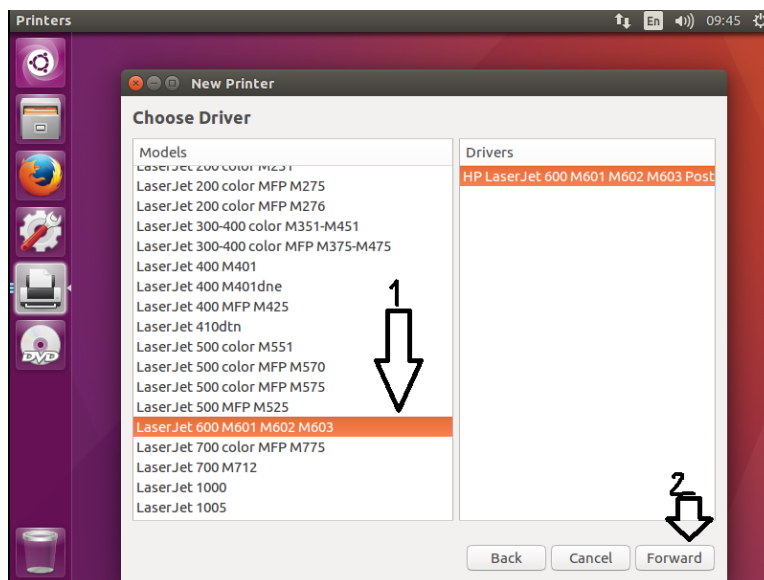 Printers
En
09:45
New Printer
Choose Driver
Models
Drivers
LaserJet 200 color M251
HP LaserJet 600 M601 M602 M603 Post
LaserJet 200 color MFP M275
LaserJet 200 color MFP M276
LaserJet 300-400 color M351-M451
LaserJet 300-400 color MFP M375-M475
LaserJet 400 M401
LaserJet 400 M401dne
LaserJet 400 MFP M425
LaserJet 410dtn
LaserJet 500 color M551
LaserJet 500 color MFP M570
LaserJet 500 color MFP M575
LaserJet 500 MFP M525
LaserJet 600 M601 M602 M603
LaserJet 700 color MFP M775
LaserJet 700 M712
LaserJet 1000
LaserJet 1005
1
2
DVD
Back
Cancel
Forward